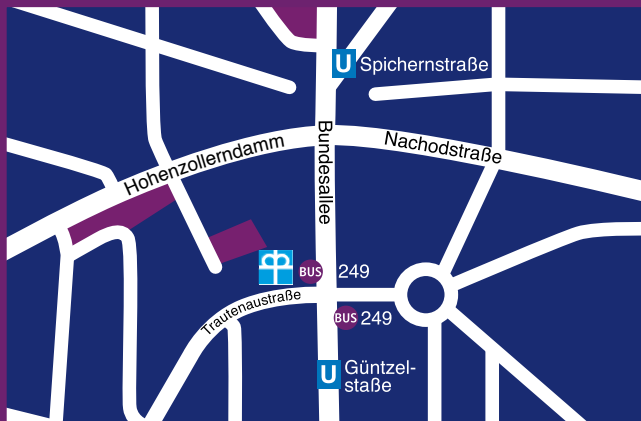 U Spichernstraße
Hohenzollerndamm
Bundesallee
Nachodstraße
BUS 249
Trautenaustraße
BUS 249
U Güntzel-
staße